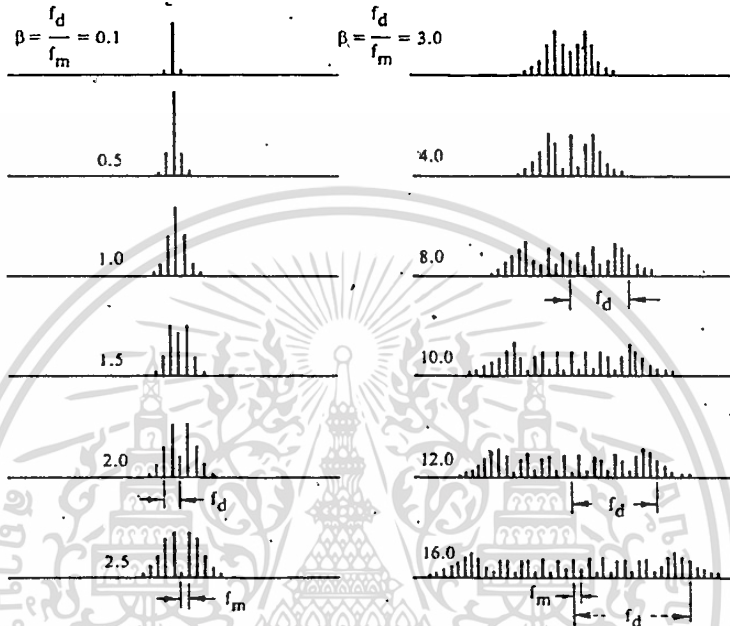 β = f_d / f_m = 0.1
0.5
1.0
1.5
2.0
f_d
2.5
f_m
β = f_d / f_m = 3.0
4.0
8.0
f_d
10.0
12.0
f_d
16.0
f_m
f_d